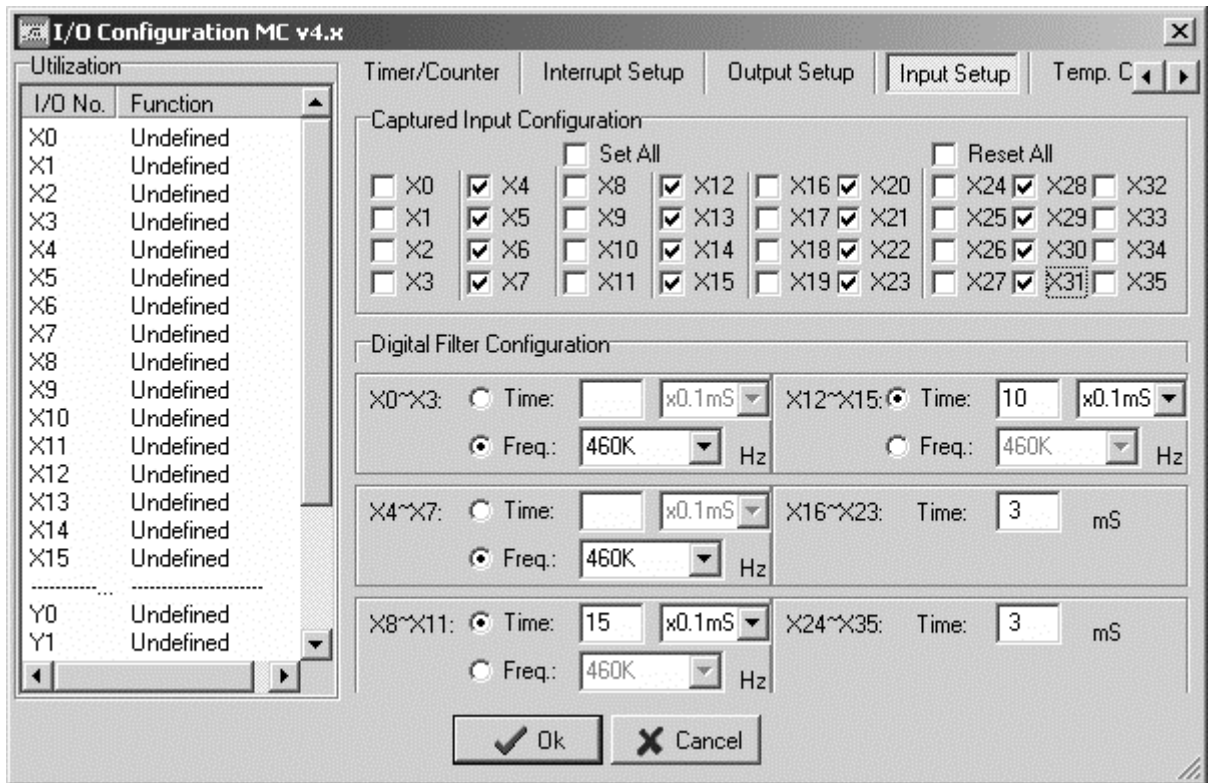 I/O Configuration MC v4.x
Utilization
I/O No. Function
X0 Undefined
X1 Undefined
X2 Undefined
X3 Undefined
X4 Undefined
X5 Undefined
X6 Undefined
X7 Undefined
X8 Undefined
X9 Undefined
X10 Undefined
X11 Undefined
X12 Undefined
X13 Undefined
X14 Undefined
X15 Undefined
---------... --------------------
Y0 Undefined
Y1 Undefined
Timer/Counter Interrupt Setup Output Setup Input Setup Temp. C
Captured Input Configuration
Set All Reset All
X0 X4 X8 X12 X16 X20 X24 X28 X32
X1 X5 X9 X13 X17 X21 X25 X29 X33
X2 X6 X10 X14 X18 X22 X26 X30 X34
X3 X7 X11 X15 X19 X23 X27 X31 X35
Digital Filter Configuration
X0~X3: Time: x0.1mS
Freq.: 460K Hz
X12~X15: Time: 10 x0.1mS
Freq.: 460K Hz
X4~X7: Time: x0.1mS
Freq.: 460K Hz
X16~X23: Time: 3 mS
X8~X11: Time: 15 x0.1mS
Freq.: 460K Hz
X24~X35: Time: 3 mS
Ok Cancel